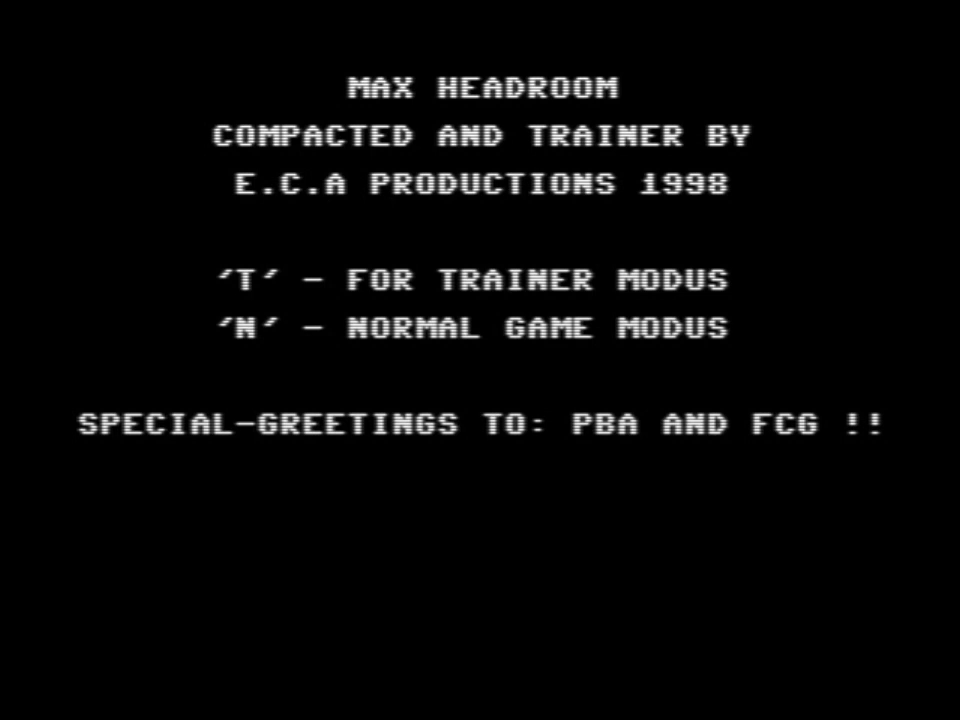 MAX HEADROOM
COMPACTED AND TRAINER BY
E.C.A PRODUCTIONS 1998
'T' - FOR TRAINER MODUS
'N' - NORMAL GAME MODUS
SPECIAL-GREETINGS TO: PBA AND FCG !!